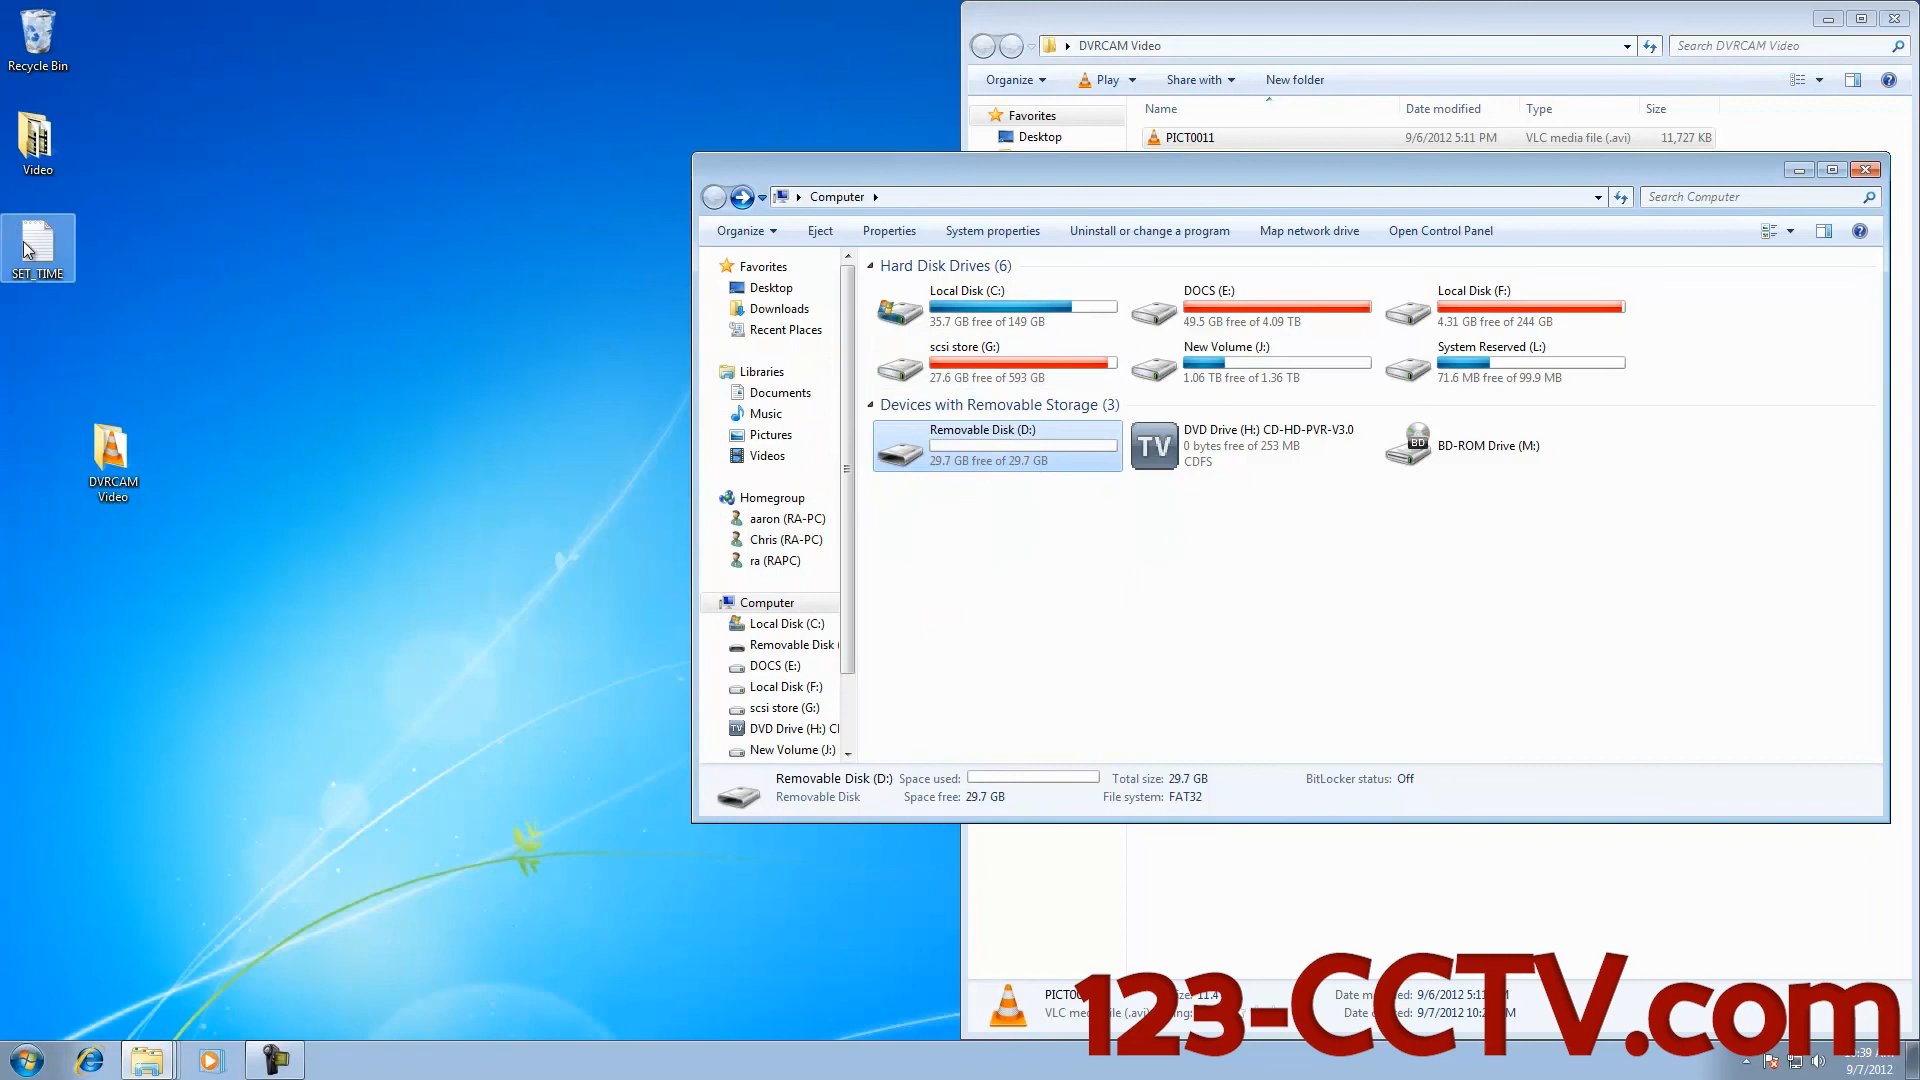 Recycle Bin
Video
SET_TIME
DVRCAM
Video
DVRCAM Video
Search DVRCAM Video
Organize
Play
Share with
New folder
Name
Date modified
Type
Size
Favorites
Desktop
PICT0011
9/6/2012 5:11 PM
VLC media file (.avi)
11,727 KB
Computer
Search Computer
Organize
Eject
Properties
System properties
Uninstall or change a program
Map network drive
Open Control Panel
Favorites
Desktop
Downloads
Recent Places
Libraries
Documents
Music
Pictures
Videos
Homegroup
aaron (RA-PC)
Chris (RA-PC)
ra (RAPC)
Computer
Local Disk (C:)
Removable Disk (
DOCS (E:)
Local Disk (F:)
scsi store (G:)
DVD Drive (H:) C
New Volume (J:)
Hard Disk Drives (6)
Local Disk (C:)
35.7 GB free of 149 GB
DOCS (E:)
49.5 GB free of 4.09 TB
Local Disk (F:)
4.31 GB free of 244 GB
scsi store (G:)
27.6 GB free of 593 GB
New Volume (J:)
1.06 TB free of 1.36 TB
System Reserved (L:)
71.6 MB free of 99.9 MB
Devices with Removable Storage (3)
Removable Disk (D:)
29.7 GB free of 29.7 GB
TV
DVD Drive (H:) CD-HD-PVR-V3.0
0 bytes free of 253 MB
CDFS
BD
BD-ROM Drive (M:)
Removable Disk (D:)
Space used:
Total size: 29.7 GB
BitLocker status: Off
Removable Disk
Space free: 29.7 GB
File system: FAT32
9/6/2012
VLC
(.avi)
Date
9/7/2012
123-CCTV.com
9/7/2012